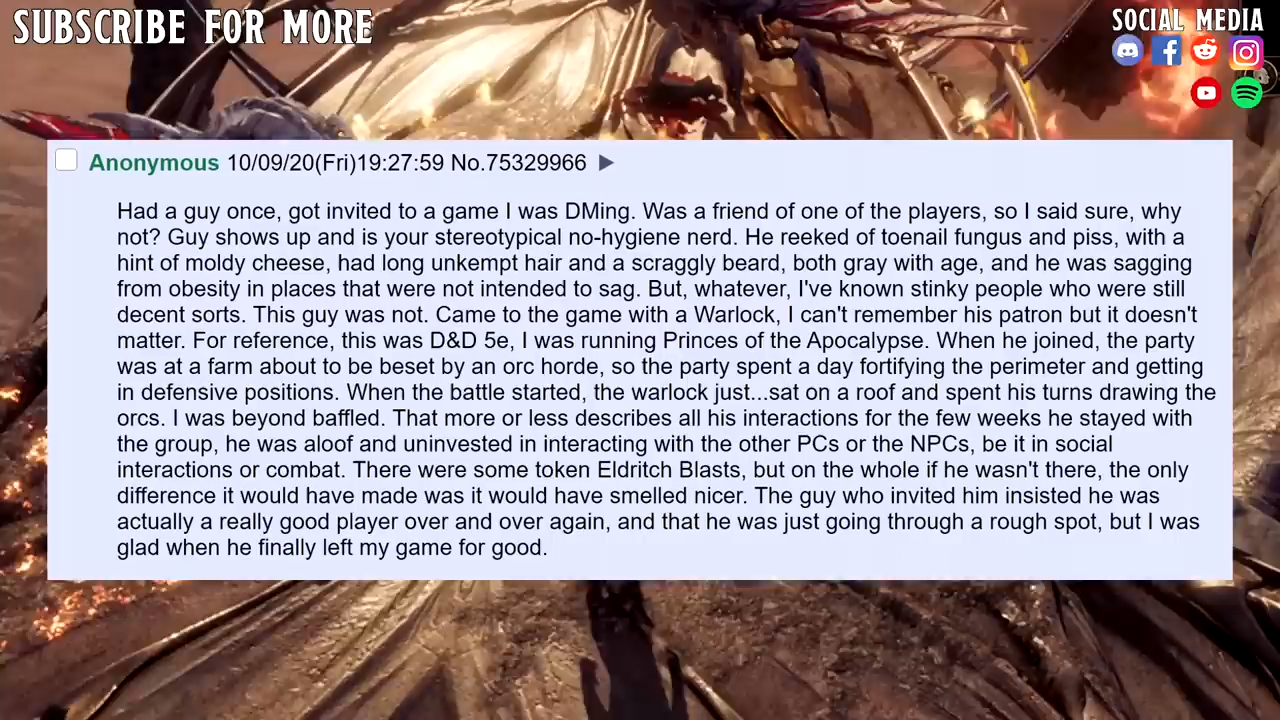 SUBSCRIBE FOR MORE
SOCIAL MEDIA
Anonymous 10/09/20(Fri)19:27:59 No.75329966 ▶
Had a guy once, got invited to a game I was DMing. Was a friend of one of the players, so I said sure, why
not? Guy shows up and is your stereotypical no-hygiene nerd. He reeked of toenail fungus and piss, with a
hint of moldy cheese, had long unkempt hair and a scraggly beard, both gray with age, and he was sagging
from obesity in places that were not intended to sag. But, whatever, I've known stinky people who were still
decent sorts. This guy was not. Came to the game with a Warlock, I can't remember his patron but it doesn't
matter. For reference, this was D&D 5e, I was running Princes of the Apocalypse. When he joined, the party
was at a farm about to be beset by an orc horde, so the party spent a day fortifying the perimeter and getting
in defensive positions. When the battle started, the warlock just...sat on a roof and spent his turns drawing the
orcs. I was beyond baffled. That more or less describes all his interactions for the few weeks he stayed with
the group, he was aloof and uninvested in interacting with the other PCs or the NPCs, be it in social
interactions or combat. There were some token Eldritch Blasts, but on the whole if he wasn't there, the only
difference it would have made was it would have smelled nicer. The guy who invited him insisted he was
actually a really good player over and over again, and that he was just going through a rough spot, but I was
glad when he finally left my game for good.